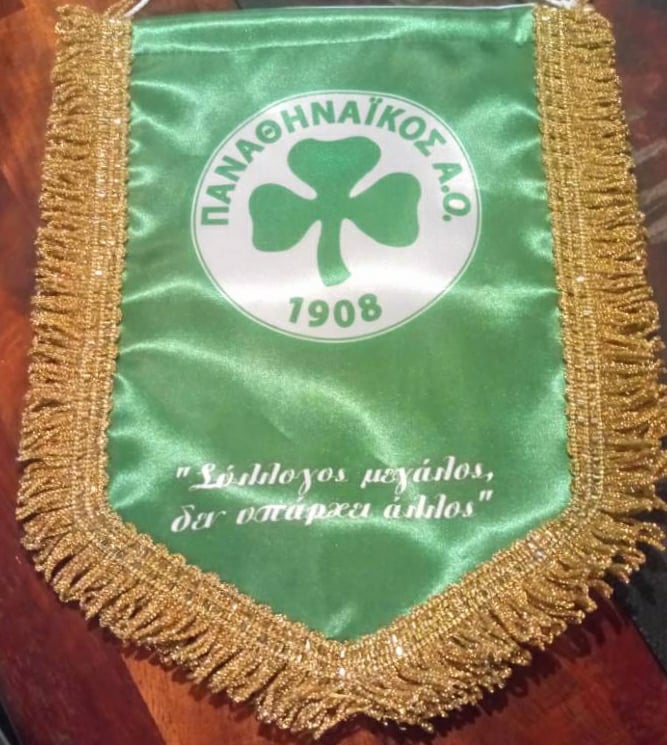 ΠΑΝΑΘΗΝΑΪΚΟΣ Α.Ο.
1908
"Σύλλογος μεγάλος,
δεν υπάρχει άλλος"